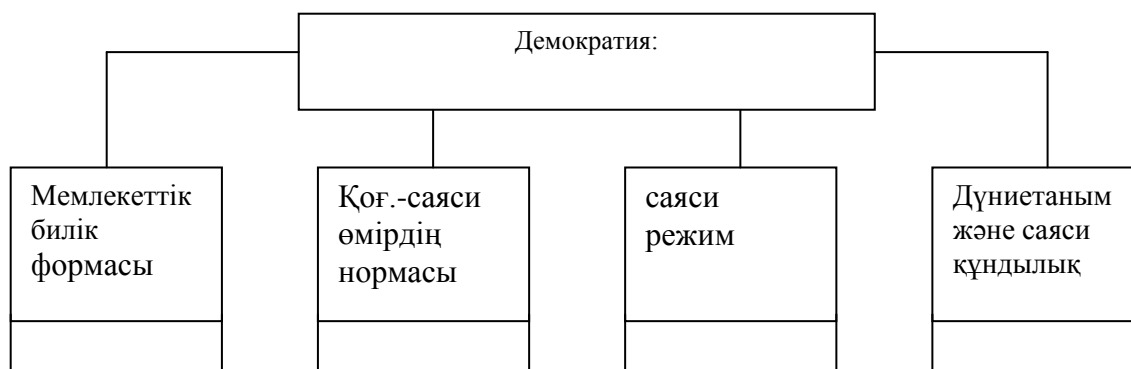 Демократия:
Мемлекеттік
билік
формасы
Қоғ.-саяси
өмірдің
нормасы
саяси
режим
Дүниетаным
және саяси
құндылық